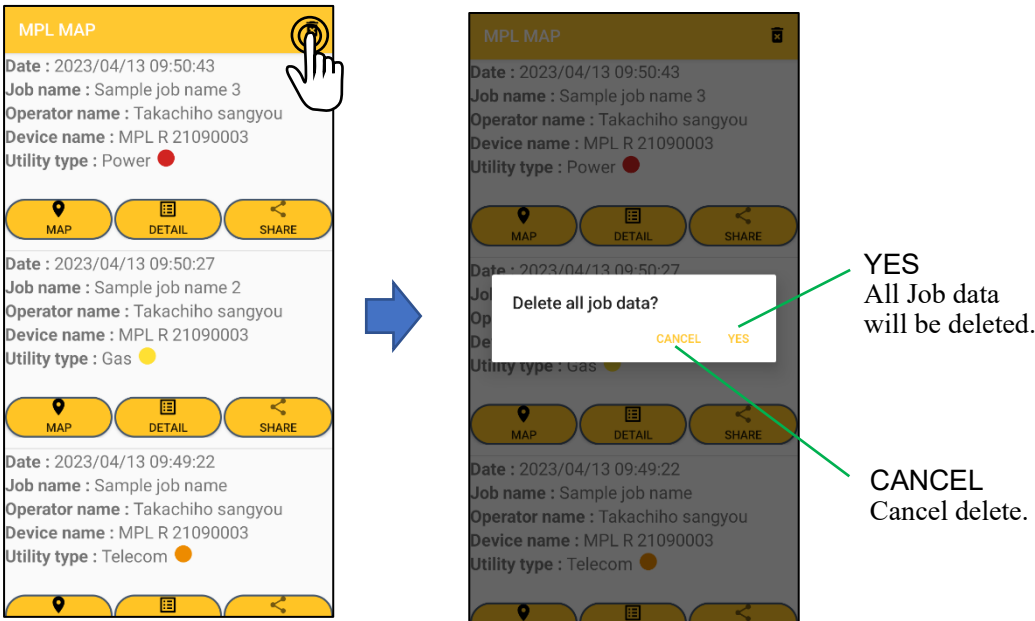 MPL MAP
Date : 2023/04/13 09:50:43
Job name : Sample job name 3
Operator name : Takachiho sangyou
Device name : MPL R 21090003
Utility type : Power
MAP DETAIL SHARE
Date : 2023/04/13 09:50:27
Job name : Sample job name 2
Operator name : Takachiho sangyou
Device name : MPL R 21090003
Utility type : Gas
MAP DETAIL SHARE
Date : 2023/04/13 09:49:22
Job name : Sample job name
Operator name : Takachiho sangyou
Device name : MPL R 21090003
Utility type : Telecom
MPL MAP
Date : 2023/04/13 09:50:43
Job name : Sample job name 3
Operator name : Takachiho sangyou
Device name : MPL R 21090003
Utility type : Power
MAP DETAIL SHARE
Date : 2023/04/13 09:50:27
Delete all job data?
CANCEL YES
Utility type : Gas
MAP DETAIL SHARE
Date : 2023/04/13 09:49:22
Job name : Sample job name
Operator name : Takachiho sangyou
Device name : MPL R 21090003
Utility type : Telecom
YES
All Job data
will be deleted.
CANCEL
Cancel delete.